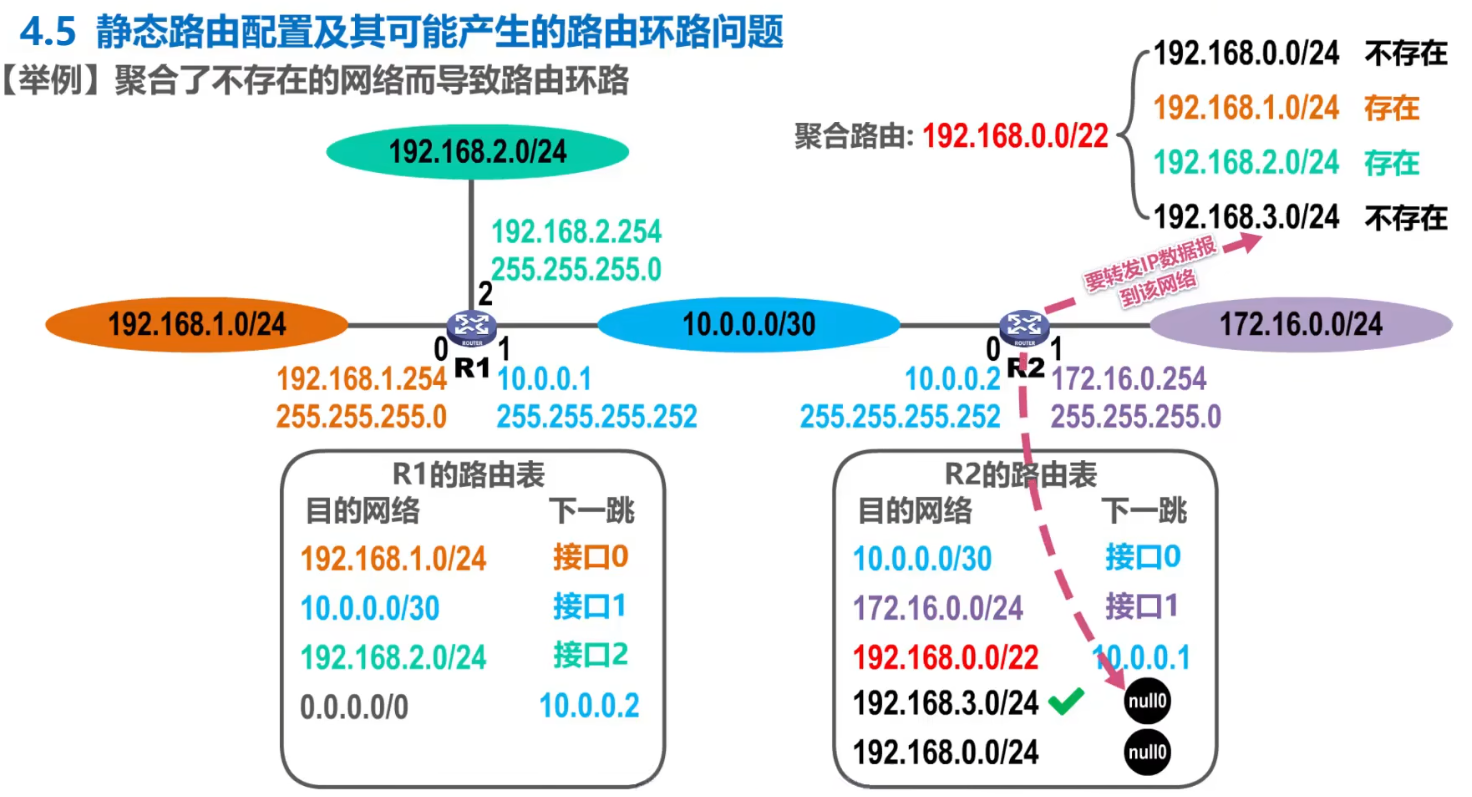 4.5 静态路由配置及其可能产生的路由环路问题
【举例】聚合了不存在的网络而导致路由环路
聚合路由: 192.168.0.0/22
192.168.0.0/24 不存在
192.168.1.0/24 存在
192.168.2.0/24 存在
192.168.3.0/24 不存在
要转发IP数据报
到该网络
192.168.2.0/24
192.168.2.254
255.255.255.0
2
192.168.1.0/24
ROUTER
10.0.0.0/30
ROUTER
172.16.0.0/24
0
R1
1
0
R2
1
192.168.1.254
255.255.255.0
10.0.0.1
255.255.255.252
10.0.0.2
255.255.255.252
172.16.0.254
255.255.255.0
R1的路由表
目的网络 下一跳
192.168.1.0/24 接口0
10.0.0.0/30 接口1
192.168.2.0/24 接口2
0.0.0.0/0 10.0.0.2
R2的路由表
目的网络 下一跳
10.0.0.0/30 接口0
172.16.0.0/24 接口1
192.168.0.0/22 10.0.0.1
192.168.3.0/24 null0
192.168.0.0/24 null0